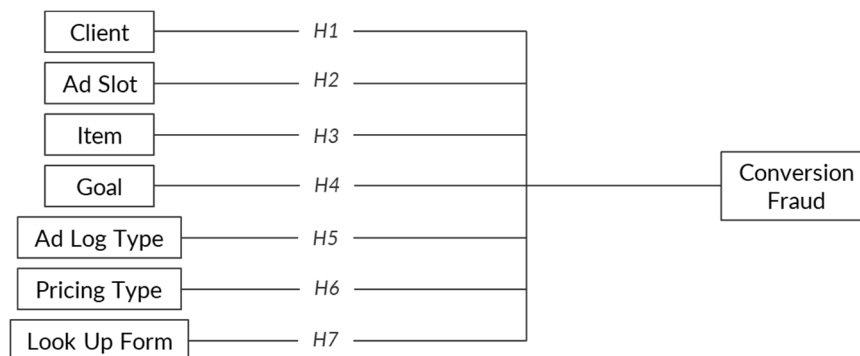 Client H1
Ad Slot H2
Item H3
Goal H4
Ad Log Type H5
Pricing Type H6
Look Up Form H7
Conversion
Fraud